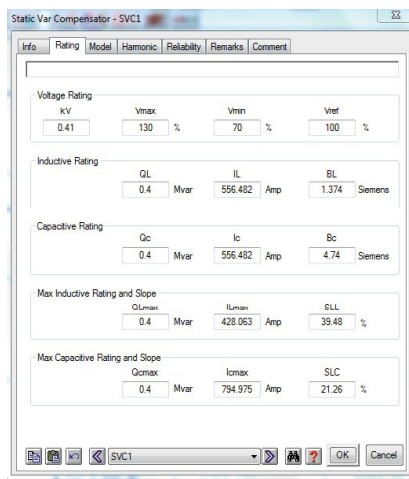 Static Var Compensator - SVC1
Info Rating Model Harmonic Reliability Remarks Comment
Voltage Rating
kV Vmax Vmin Vref
0.41 130 % 70 % 100 %
Inductive Rating
QL IL BL
0.4 Mvar 556.482 Amp 1.374 Siemens
Capacitive Rating
Qc Ic Bc
0.4 Mvar 556.482 Amp 4.74 Siemens
Max Inductive Rating and Slope
QLmax ILmax SLL
0.4 Mvar 428.063 Amp 39.48 %
Max Capacitive Rating and Slope
Qcmax Icmax SLC
0.4 Mvar 794.975 Amp 21.26 %
SVC1 ? OK Cancel